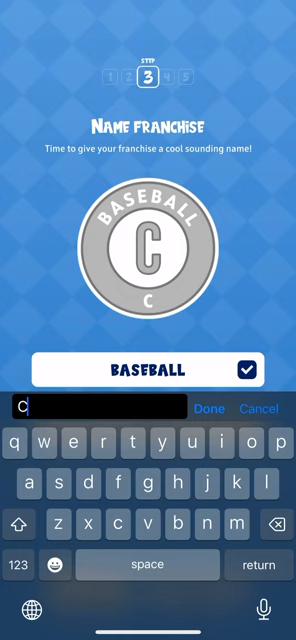 STEP
1 2 3 4 5
NAME FRANCHISE
Time to give your franchise a cool sounding name!
BASEBALL
C
C
BASEBALL
C Done Cancel
q w e r t y u i o p
a s d f g h j k l
z x c v b n m
123 space return